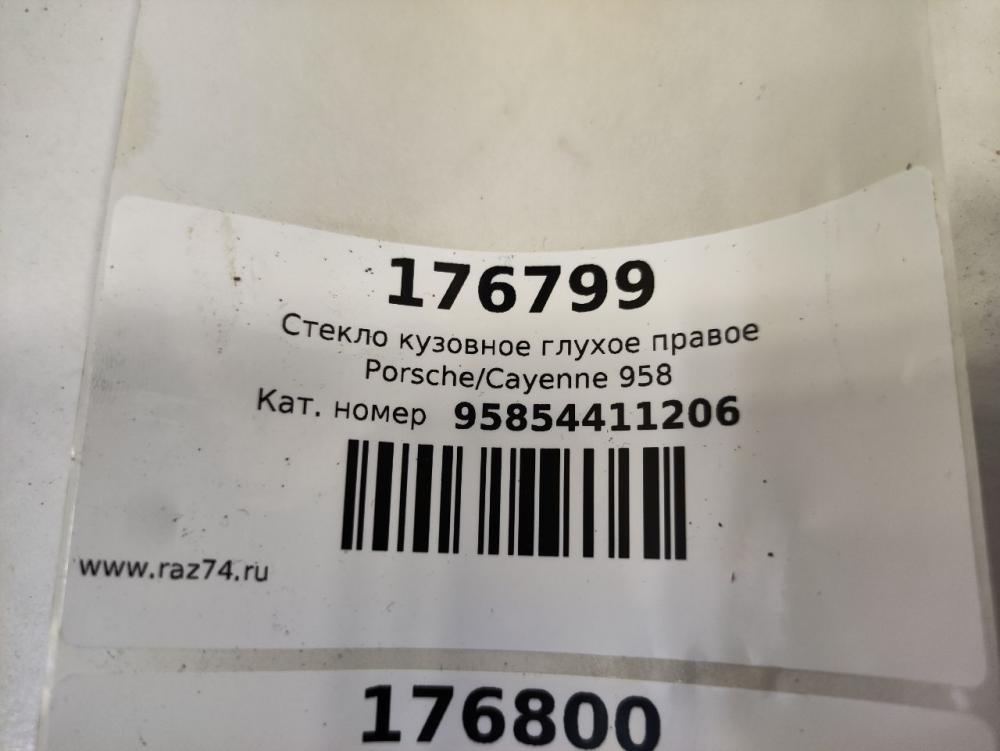 176799
Стекло кузовное глухое правое
Porsche/Cayenne 958
Кат. номер 95854411206
www.raz74.ru
176800